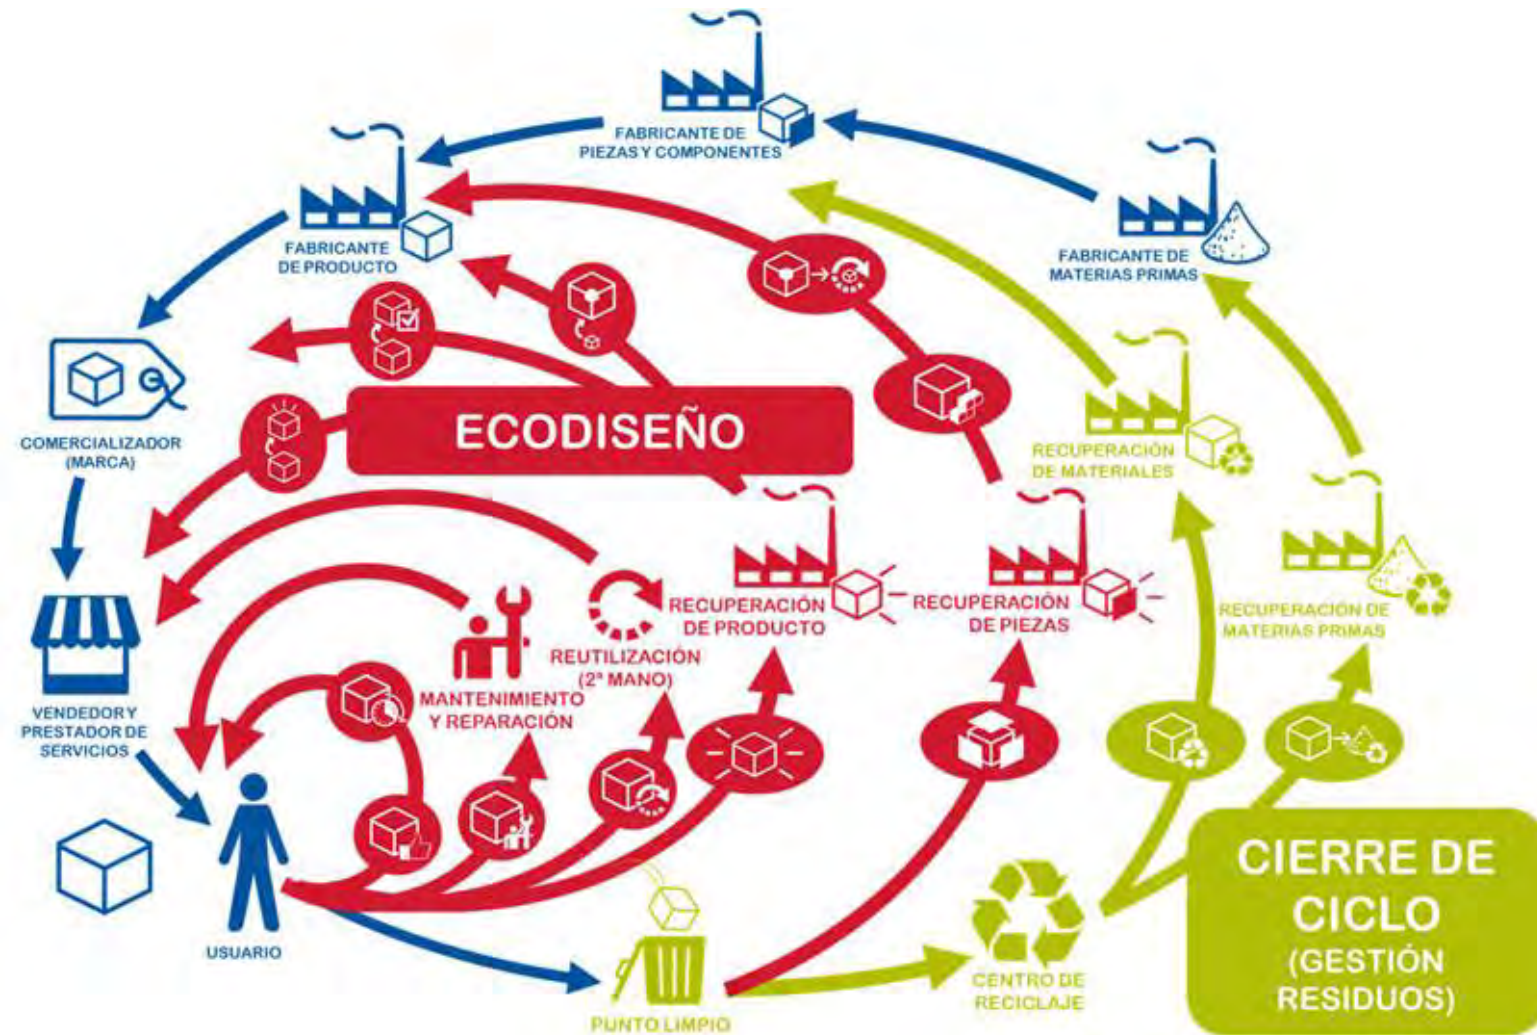 FABRICANTE DE
PIEZAS Y COMPONENTES
FABRICANTE
DE PRODUCTO
FABRICANTE DE
MATERIAS PRIMAS
COMERCIALIZADOR
(MARCA)
ECODISEÑO
RECUPERACIÓN
DE MATERIALES
RECUPERACIÓN
DE PRODUCTO
RECUPERACIÓN
DE PIEZAS
RECUPERACIÓN DE
MATERIAS PRIMAS
REUTILIZACIÓN
(2ª MANO)
MANTENIMIENTO
Y REPARACIÓN
VENDEDOR Y
PRESTADOR DE
SERVICIOS
USUARIO
PUNTO LIMPIO
CENTRO DE
RECICLAJE
CIERRE DE
CICLO
(GESTIÓN
RESIDUOS)